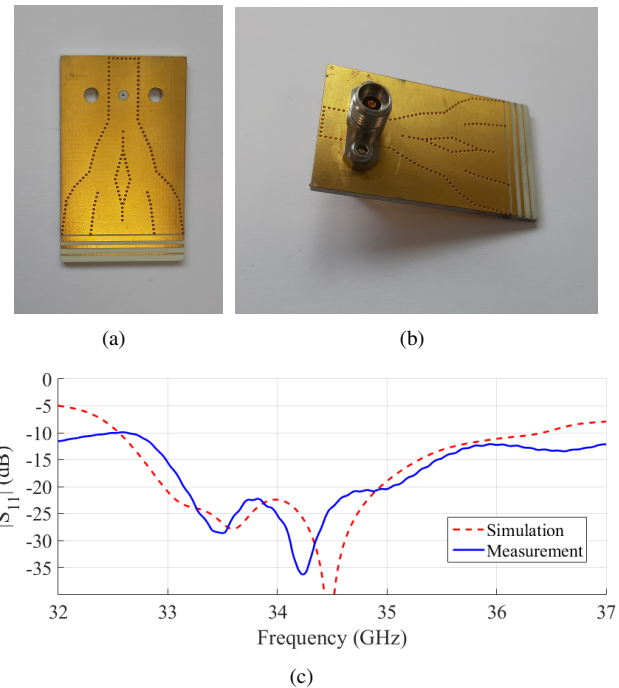 (a)
(b)
0
-5
-10
-15
-20
-25
-30
-35
|S11| (dB)
Simulation
Measurement
32
33
34
35
36
37
Frequency (GHz)
(c)